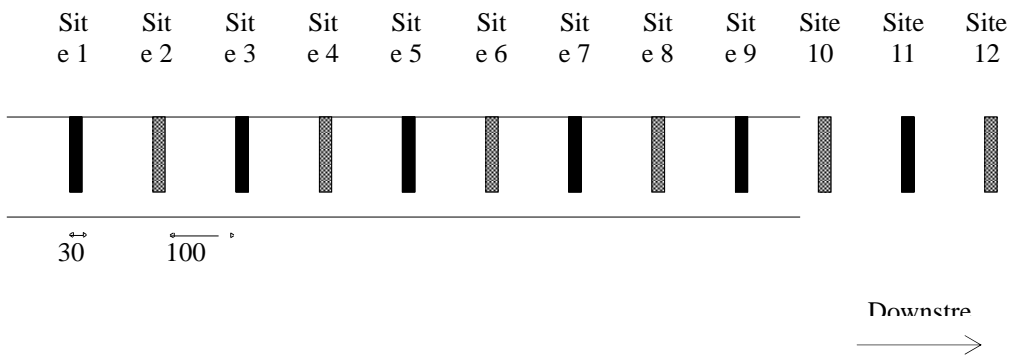 Sit Sit Sit Sit Sit Sit Sit Sit Sit Site Site Site
e 1 e 2 e 3 e 4 e 5 e 6 e 7 e 8 e 9 10 11 12
30 100
Downstre